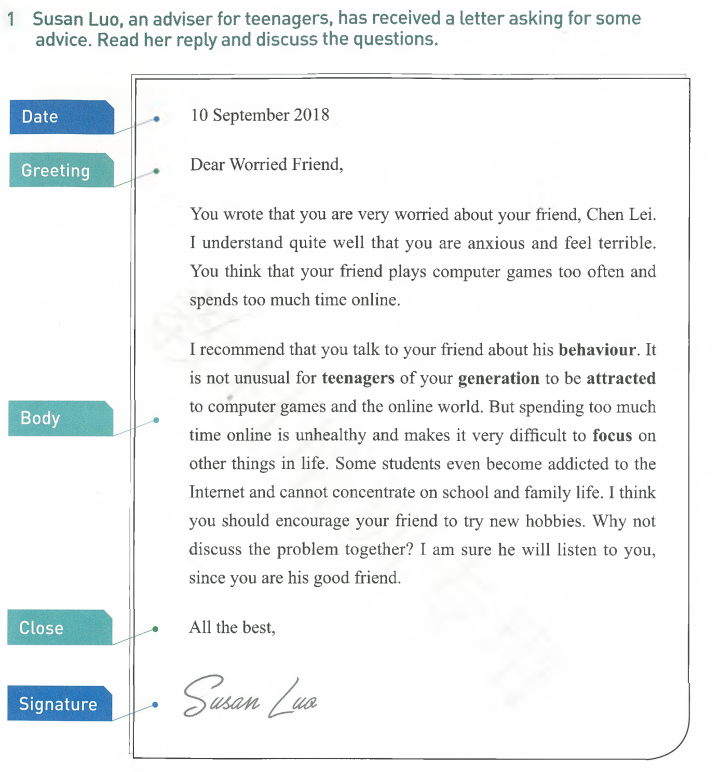 1 Susan Luo, an adviser for teenagers, has received a letter asking for some
advice. Read her reply and discuss the questions.
Date
10 September 2018
Greeting
Dear Worried Friend,
You wrote that you are very worried about your friend, Chen Lei.
I understand quite well that you are anxious and feel terrible.
You think that your friend plays computer games too often and
spends too much time online.
I recommend that you talk to your friend about his behaviour. It
is not unusual for teenagers of your generation to be attracted
to computer games and the online world. But spending too much
Body
time online is unhealthy and makes it very difficult to focus on
other things in life. Some students even become addicted to the
Internet and cannot concentrate on school and family life. I think
you should encourage your friend to try new hobbies. Why not
discuss the problem together? I am sure he will listen to you,
since you are his good friend.
Close
All the best,
Signature
Susan Luo